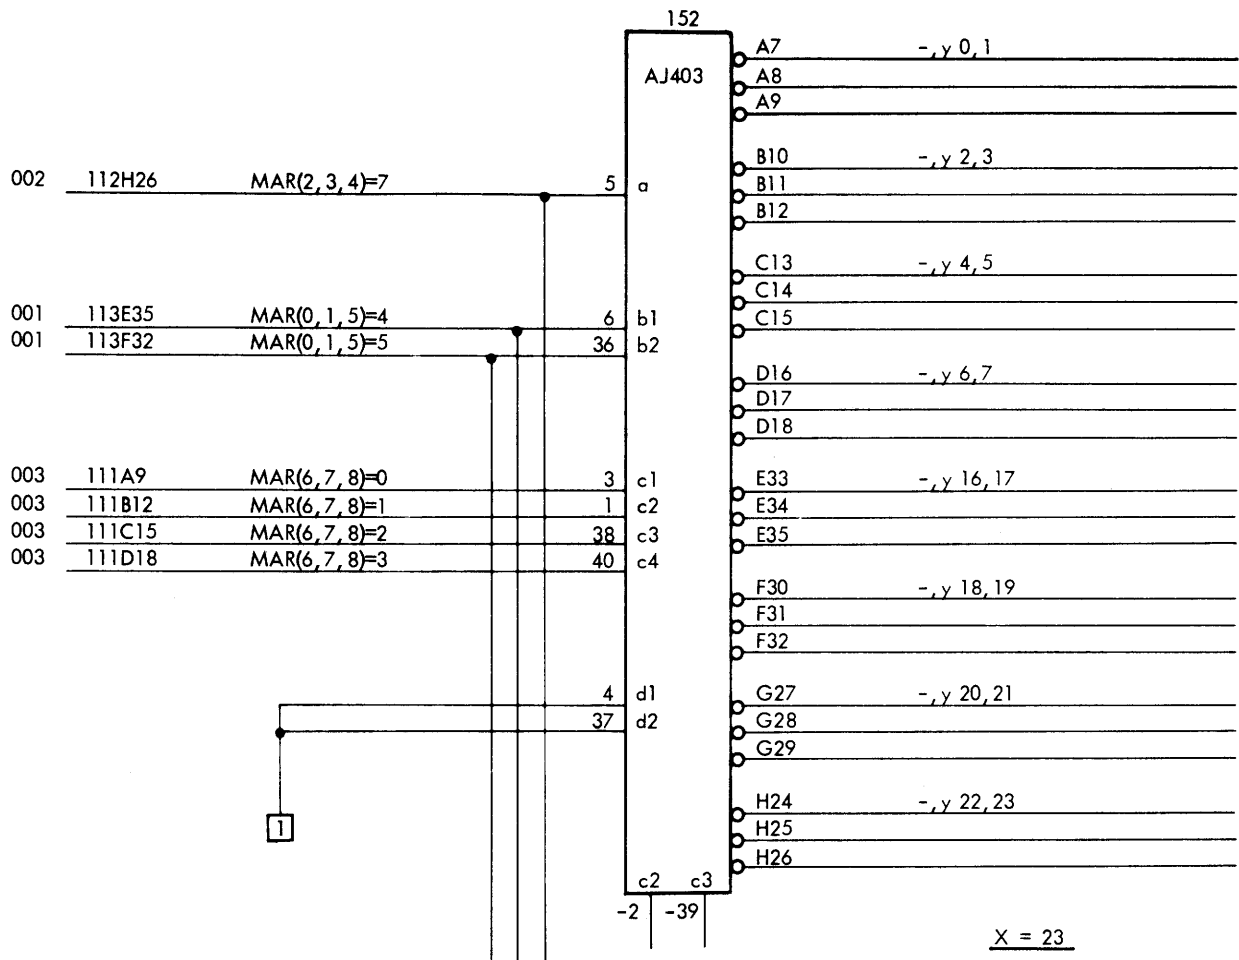 152
AJ403
A7 -,y 0,1
A8
A9
B10 -,y 2,3
002 112H26 MAR(2,3,4)=7 5 a
B11
B12
C13 -,y 4,5
C14
001 113E35 MAR(0,1,5)=4 6 b1
C15
001 113F32 MAR(0,1,5)=5 36 b2
D16 -,y 6,7
D17
D18
003 111A9 MAR(6,7,8)=0 3 c1
E33 -,y 16,17
003 111B12 MAR(6,7,8)=1 1 c2
E34
003 111C15 MAR(6,7,8)=2 38 c3
E35
003 111D18 MAR(6,7,8)=3 40 c4
F30 -,y 18,19
F31
F32
4 d1
G27 -,y 20,21
37 d2
G28
G29
H24 -,y 22,23
1
H25
H26
c2 c3
-2 -39
X = 23